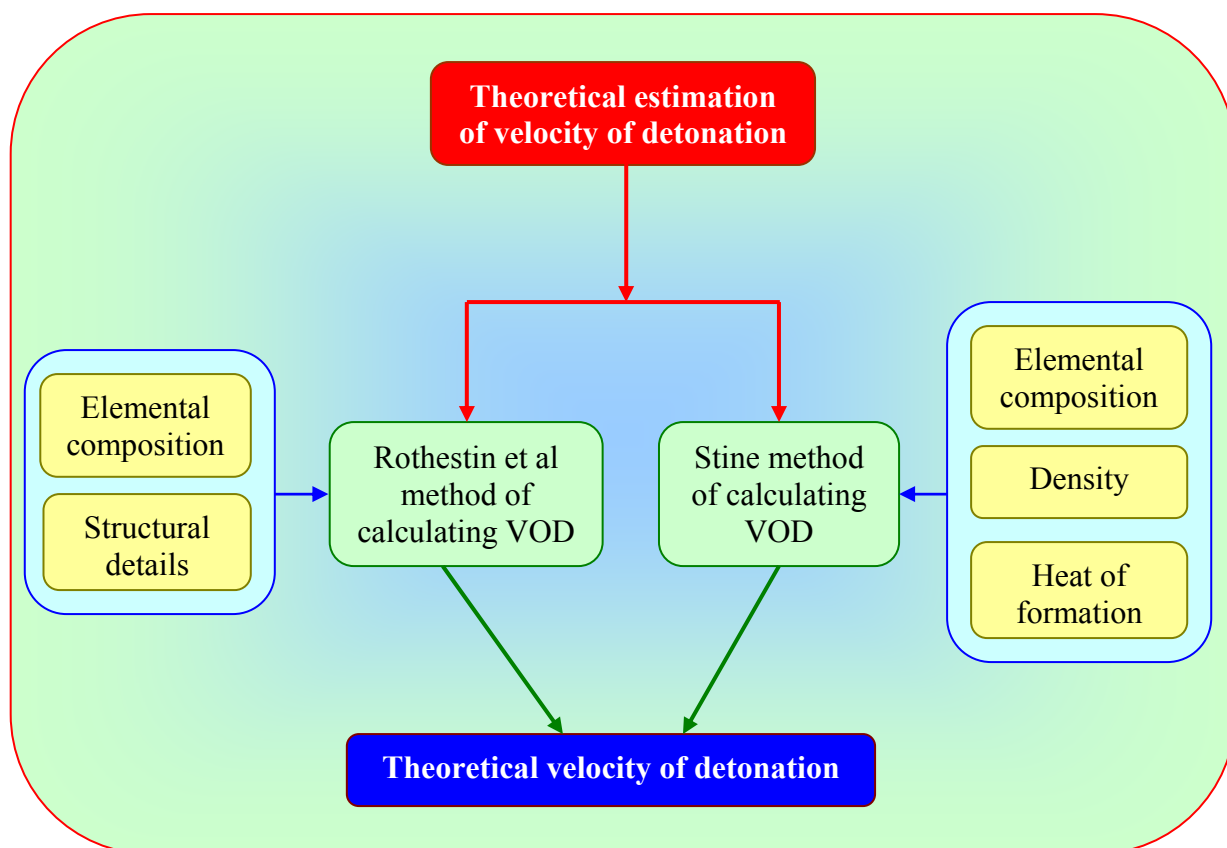 Theoretical estimation
of velocity of detonation
Elemental
composition
Structural
details
Rothestin et al
method of
calculating VOD
Stine method
of calculating
VOD
Elemental
composition
Density
Heat of
formation
Theoretical velocity of detonation